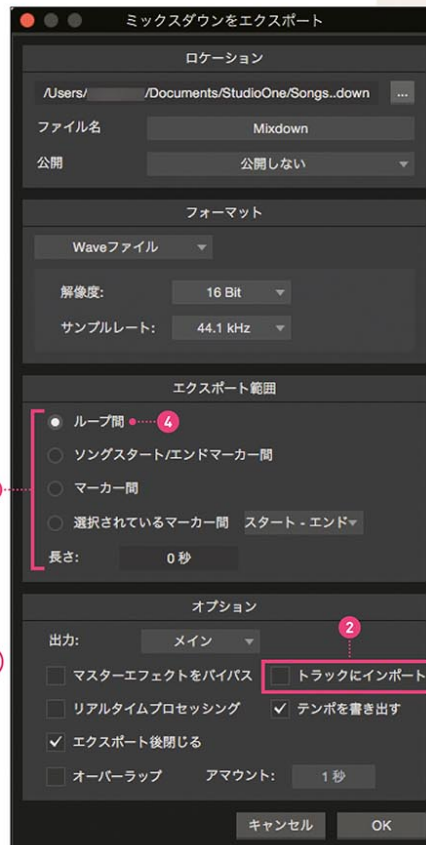 ミックスダウンをエクスポート
ロケーション
/Users/ /Documents/StudioOne/Songs..down ...
ファイル名 Mixdown
公開 公開しない
フォーマット
Waveファイル
解像度: 16 Bit
サンプルレート: 44.1 kHz
エクスポート範囲
ループ間 4
ソングスタート/エンドマーカー間
マーカー間
選択されているマーカー間 スタート - エンド
長さ: 0 秒
オプション
2
出力: メイン
マスターエフェクトをバイパス トラックにインポート
リアルタイムプロセッシング テンポを書き出す
エクスポート後閉じる
オーバーラップ アマウント: 1 秒
キャンセル OK